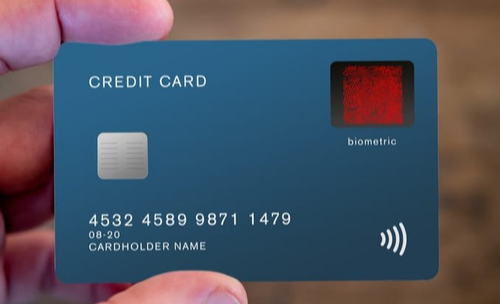 CREDIT CARD
biometric
4532 4589 9871 1479
08-20
CARDHOLDER NAME